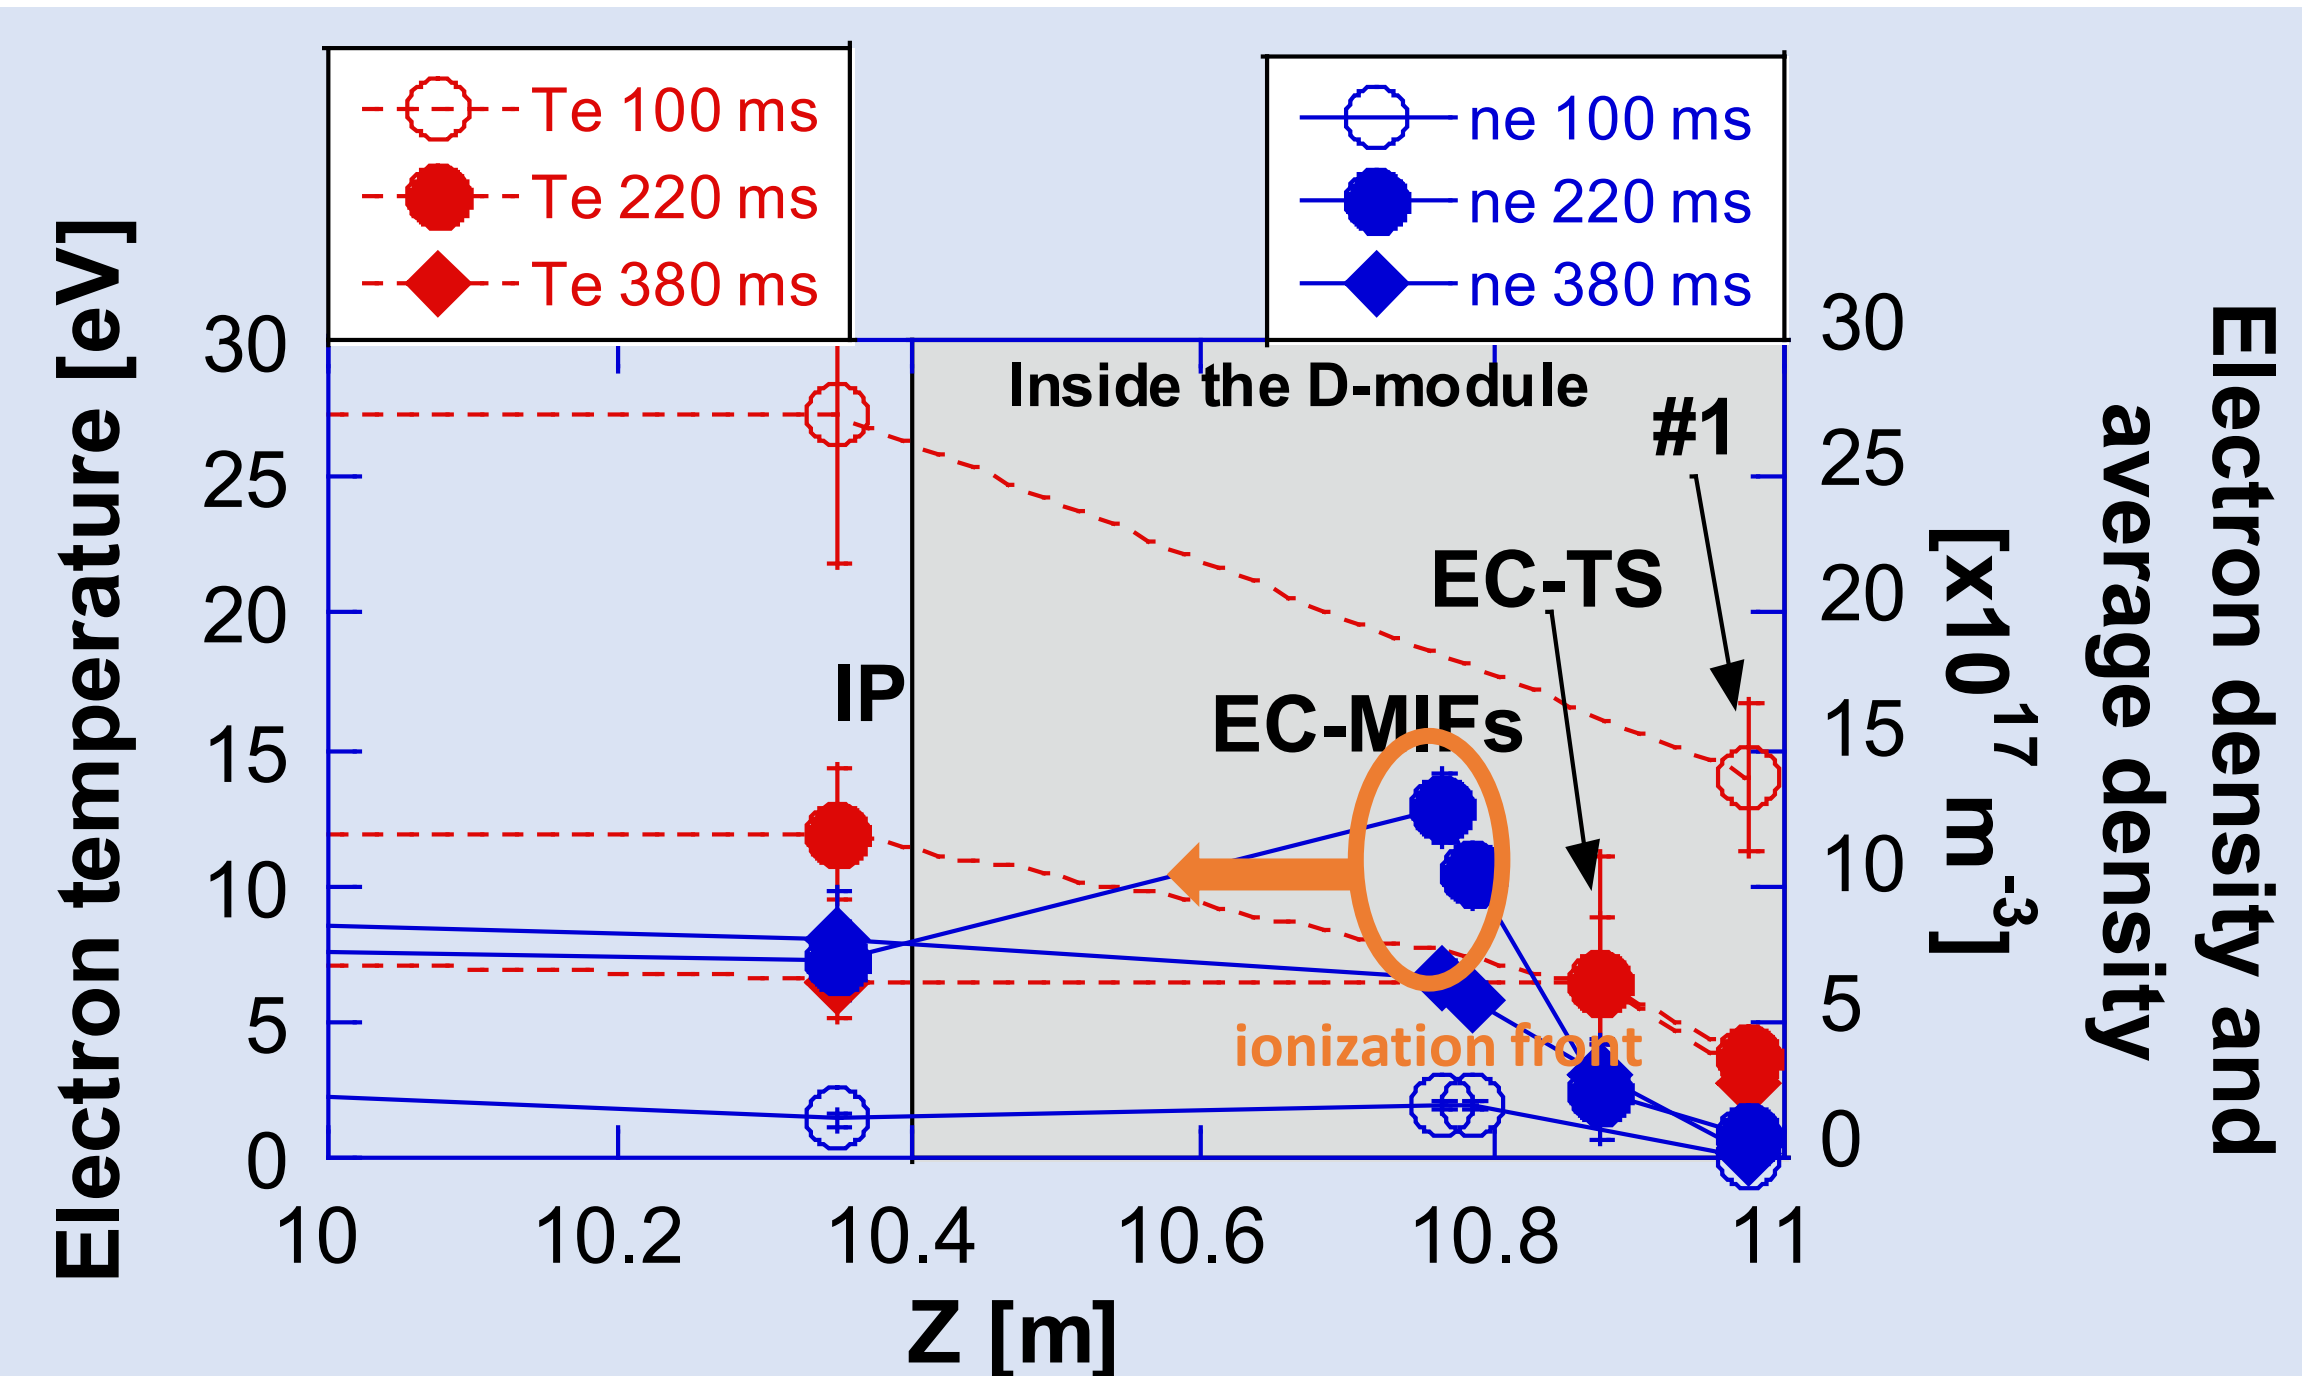 Te 100 ms
Te 220 ms
Te 380 ms
ne 100 ms
ne 220 ms
ne 380 ms
Electron temperature [eV]
30
25
20
15
10
5
0
Inside the D-module
#1
EC-TS
IP
EC-MIFs
ionization front
30
25
20
15
10
5
0
Electron density and
average density
[x10¹⁷ m⁻³]
10
10.2
10.4
10.6
10.8
11
Z [m]